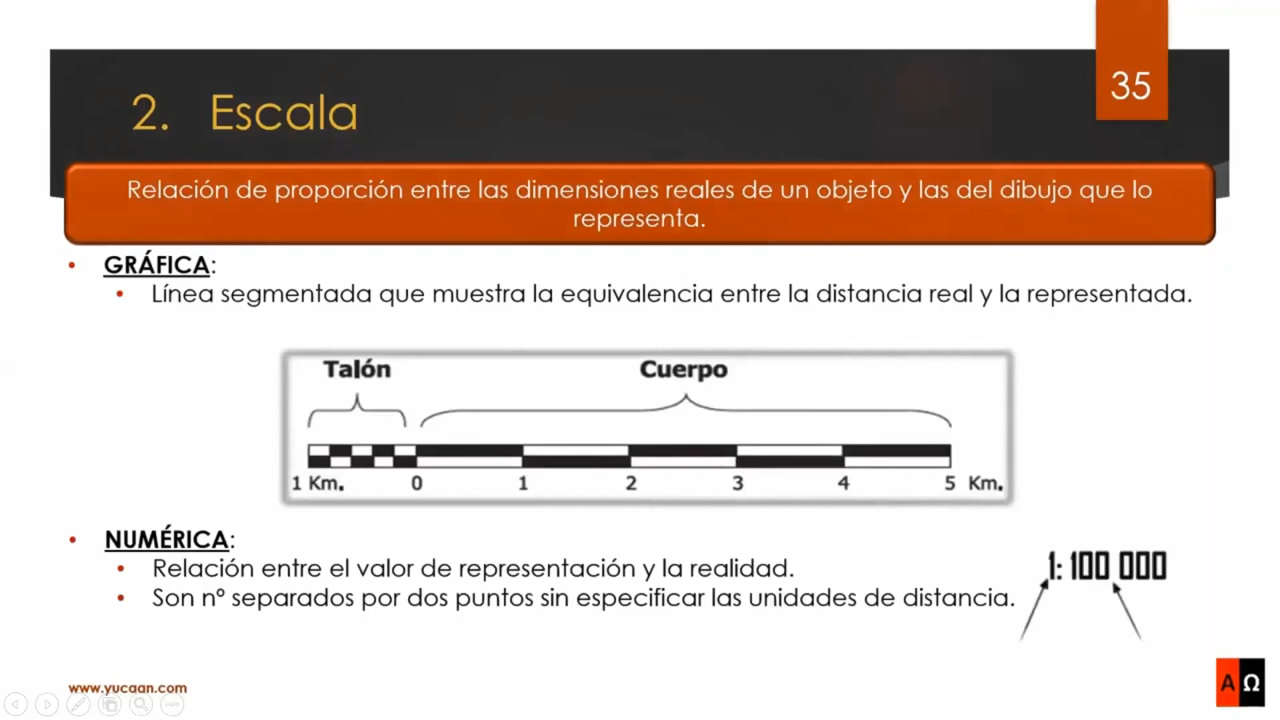 35
2. Escala
Relación de proporción entre las dimensiones reales de un objeto y las del dibujo que lo
representa.
• GRÁFICA:
• Línea segmentada que muestra la equivalencia entre la distancia real y la representada.
Talón Cuerpo
1 Km. 0 1 2 3 4 5 Km.
• NUMÉRICA:
• Relación entre el valor de representación y la realidad.
• Son nº separados por dos puntos sin especificar las unidades de distancia.
1: 100 000
www.yucaan.com
A Ω